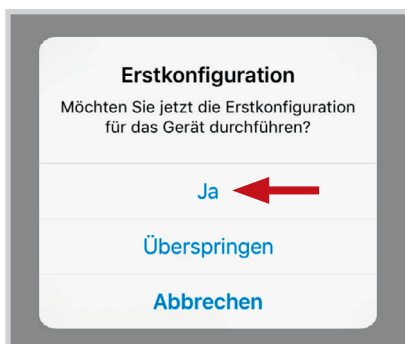 Erstkonfiguration
Möchten Sie jetzt die Erstkonfiguration
für das Gerät durchführen?
Ja
Überspringen
Abbrechen